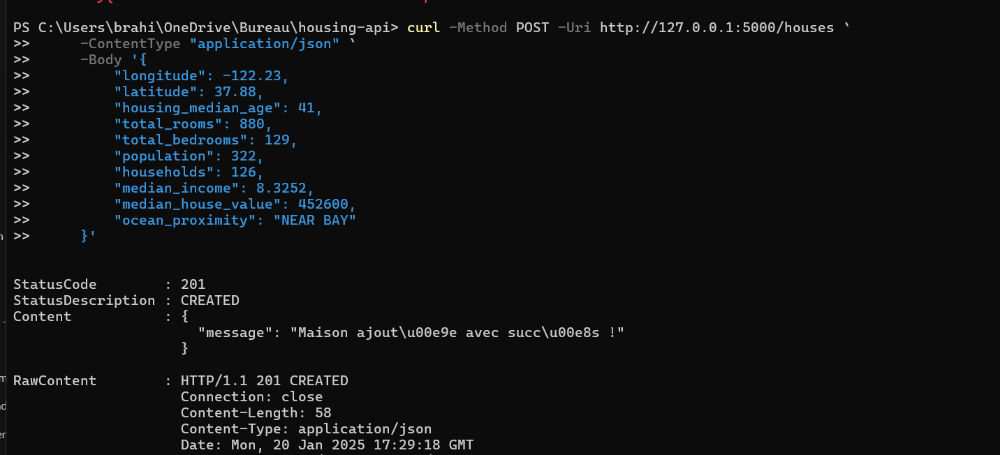 PS C:\Users\brahi\OneDrive\Bureau\housing-api> curl -Method POST -Uri http://127.0.0.1:5000/houses `
>>      -ContentType "application/json" `
>>      -Body '{
>>          "longitude": -122.23,
>>          "latitude": 37.88,
>>          "housing_median_age": 41,
>>          "total_rooms": 880,
>>          "total_bedrooms": 129,
>>          "population": 322,
>>          "households": 126,
>>          "median_income": 8.3252,
>>          "median_house_value": 452600,
>>          "ocean_proximity": "NEAR BAY"
>>      }'
StatusCode        : 201
StatusDescription : CREATED
Content           : {
                      "message": "Maison ajout\u00e9e avec succ\u00e8s !"
                    }
RawContent        : HTTP/1.1 201 CREATED
                    Connection: close
                    Content-Length: 58
                    Content-Type: application/json
                    Date: Mon, 20 Jan 2025 17:29:18 GMT